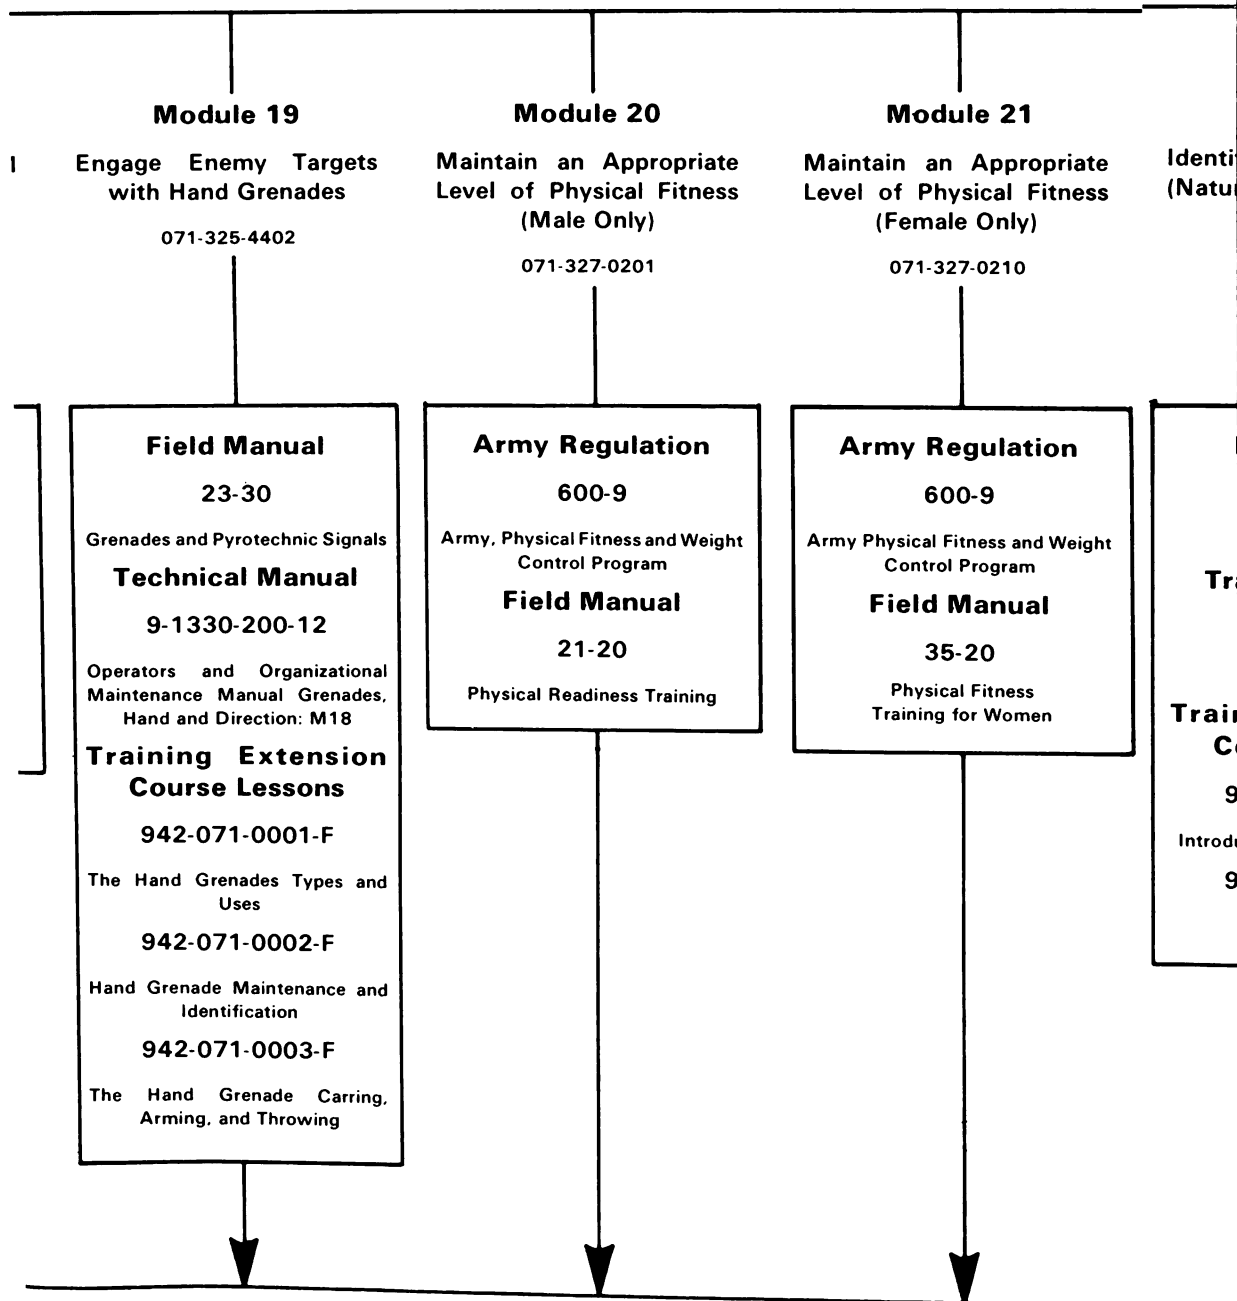 Module 19
Engage Enemy Targets
with Hand Grenades
071-325-4402
Field Manual
23-30
Grenades and Pyrotechnic Signals
Technical Manual
9-1330-200-12
Operators and Organizational
Maintenance Manual Grenades,
Hand and Direction: M18
Training Extension
Course Lessons
942-071-0001-F
The Hand Grenades Types and
Uses
942-071-0002-F
Hand Grenade Maintenance and
Identification
942-071-0003-F
The Hand Grenade Carring,
Arming, and Throwing
Module 20
Maintain an Appropriate
Level of Physical Fitness
(Male Only)
071-327-0201
Army Regulation
600-9
Army, Physical Fitness and Weight
Control Program
Field Manual
21-20
Physical Readiness Training
Module 21
Maintain an Appropriate
Level of Physical Fitness
(Female Only)
071-327-0210
Army Regulation
600-9
Army Physical Fitness and Weight
Control Program
Field Manual
35-20
Physical Fitness
Training for Women